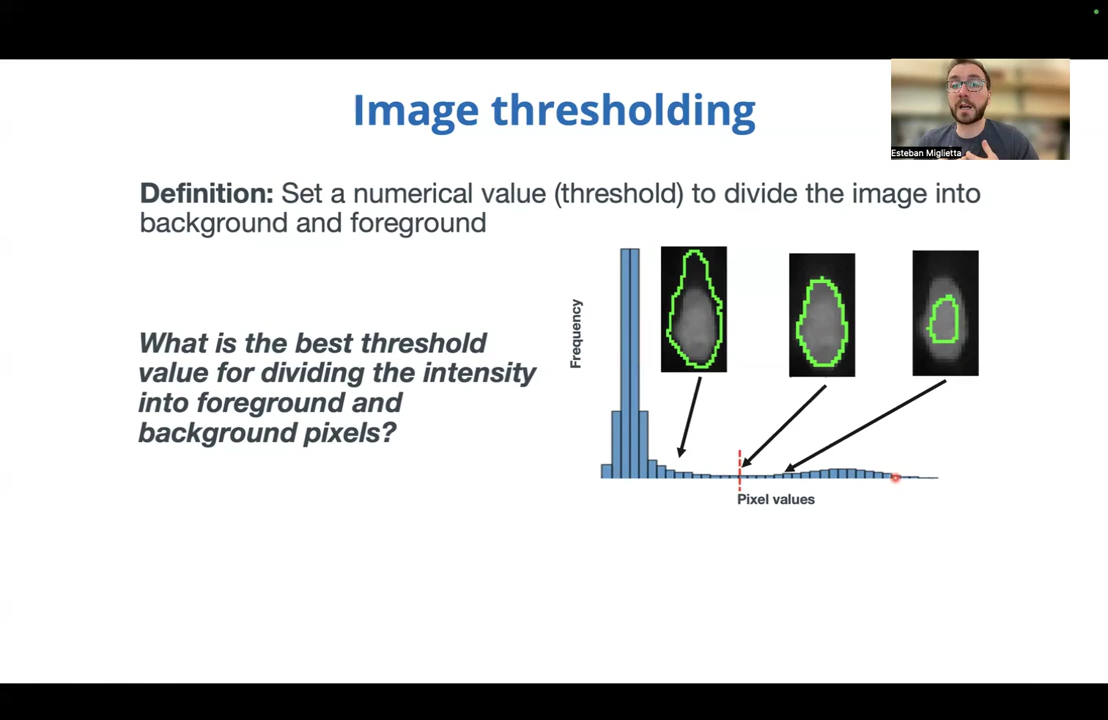 Image thresholding
Esteban Miglietta
Definition: Set a numerical value (threshold) to divide the image into
background and foreground
What is the best threshold
value for dividing the intensity
into foreground and
background pixels?
Frequency
Pixel values